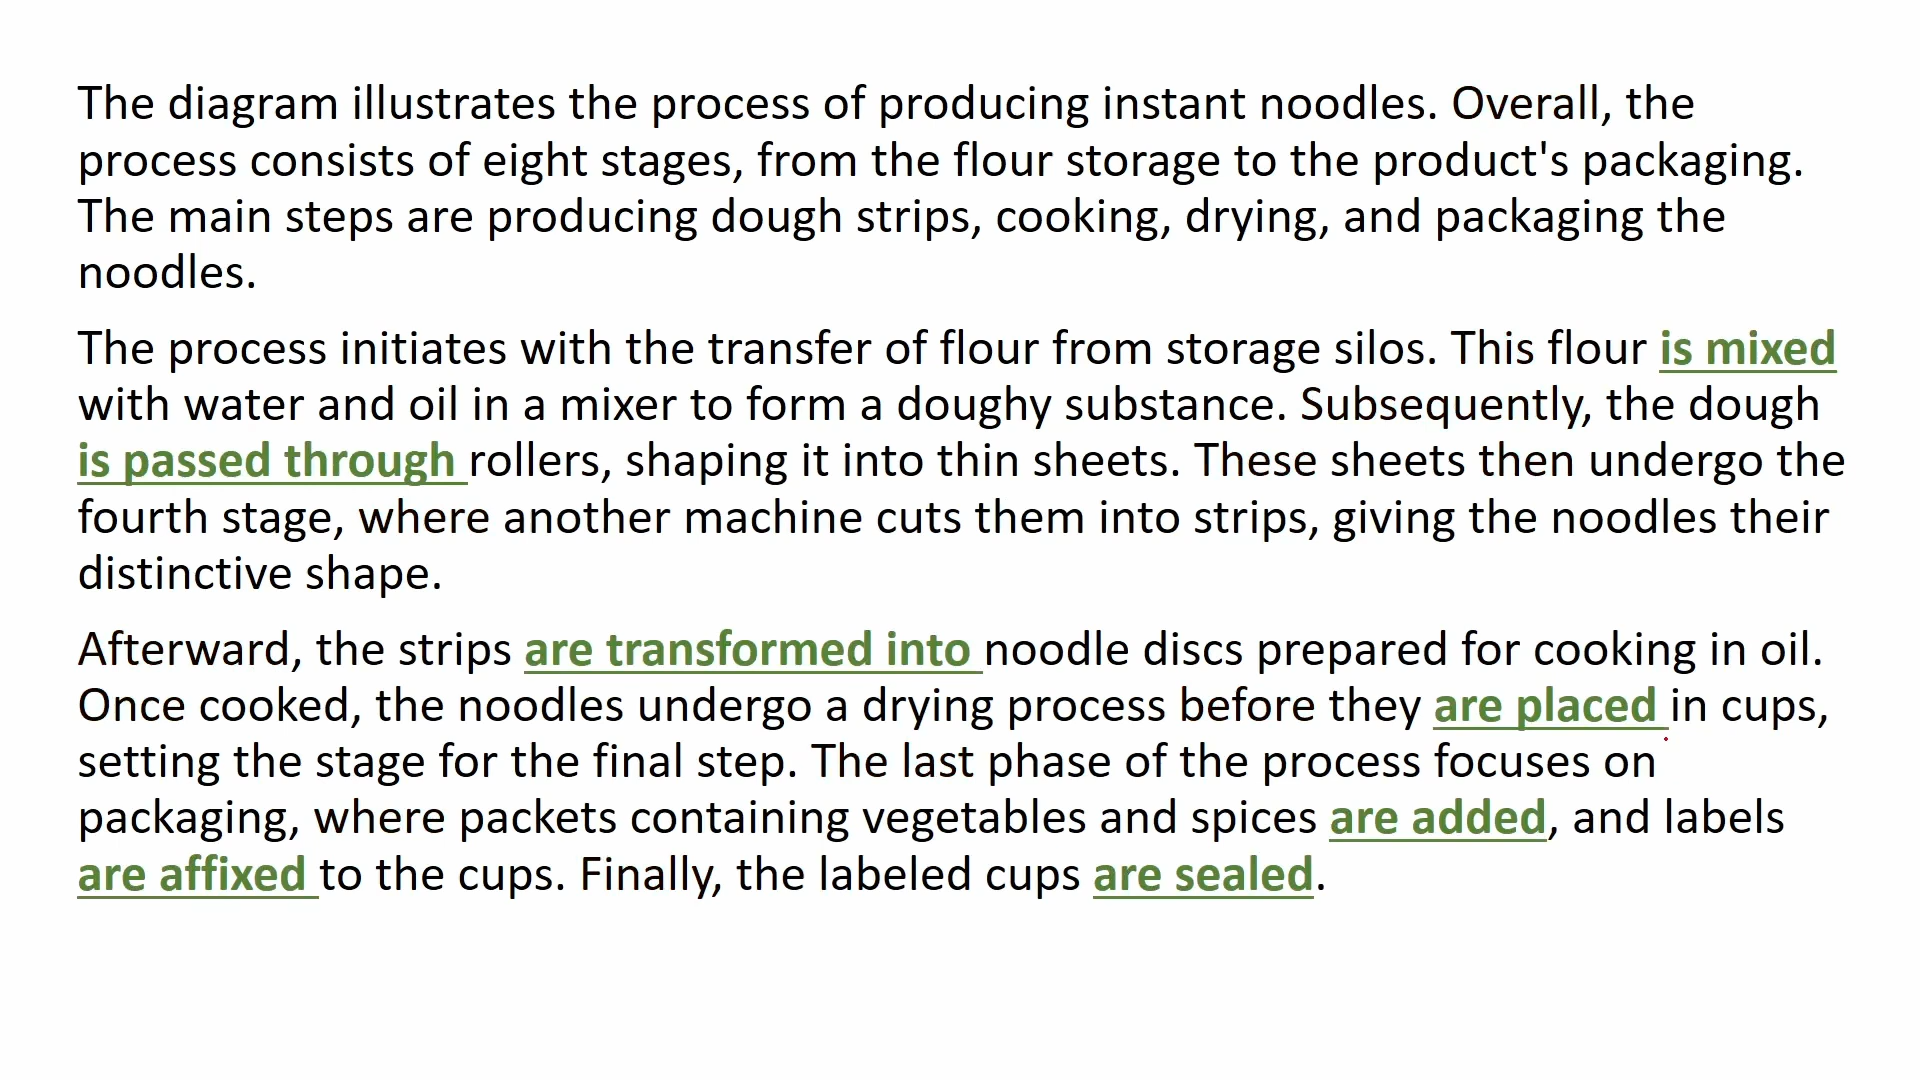 The diagram illustrates the process of producing instant noodles. Overall, the
process consists of eight stages, from the flour storage to the product's packaging.
The main steps are producing dough strips, cooking, drying, and packaging the
noodles.
The process initiates with the transfer of flour from storage silos. This flour is mixed
with water and oil in a mixer to form a doughy substance. Subsequently, the dough
is passed through rollers, shaping it into thin sheets. These sheets then undergo the
fourth stage, where another machine cuts them into strips, giving the noodles their
distinctive shape.
Afterward, the strips are transformed into noodle discs prepared for cooking in oil.
Once cooked, the noodles undergo a drying process before they are placed in cups,
setting the stage for the final step. The last phase of the process focuses on
packaging, where packets containing vegetables and spices are added, and labels
are affixed to the cups. Finally, the labeled cups are sealed.